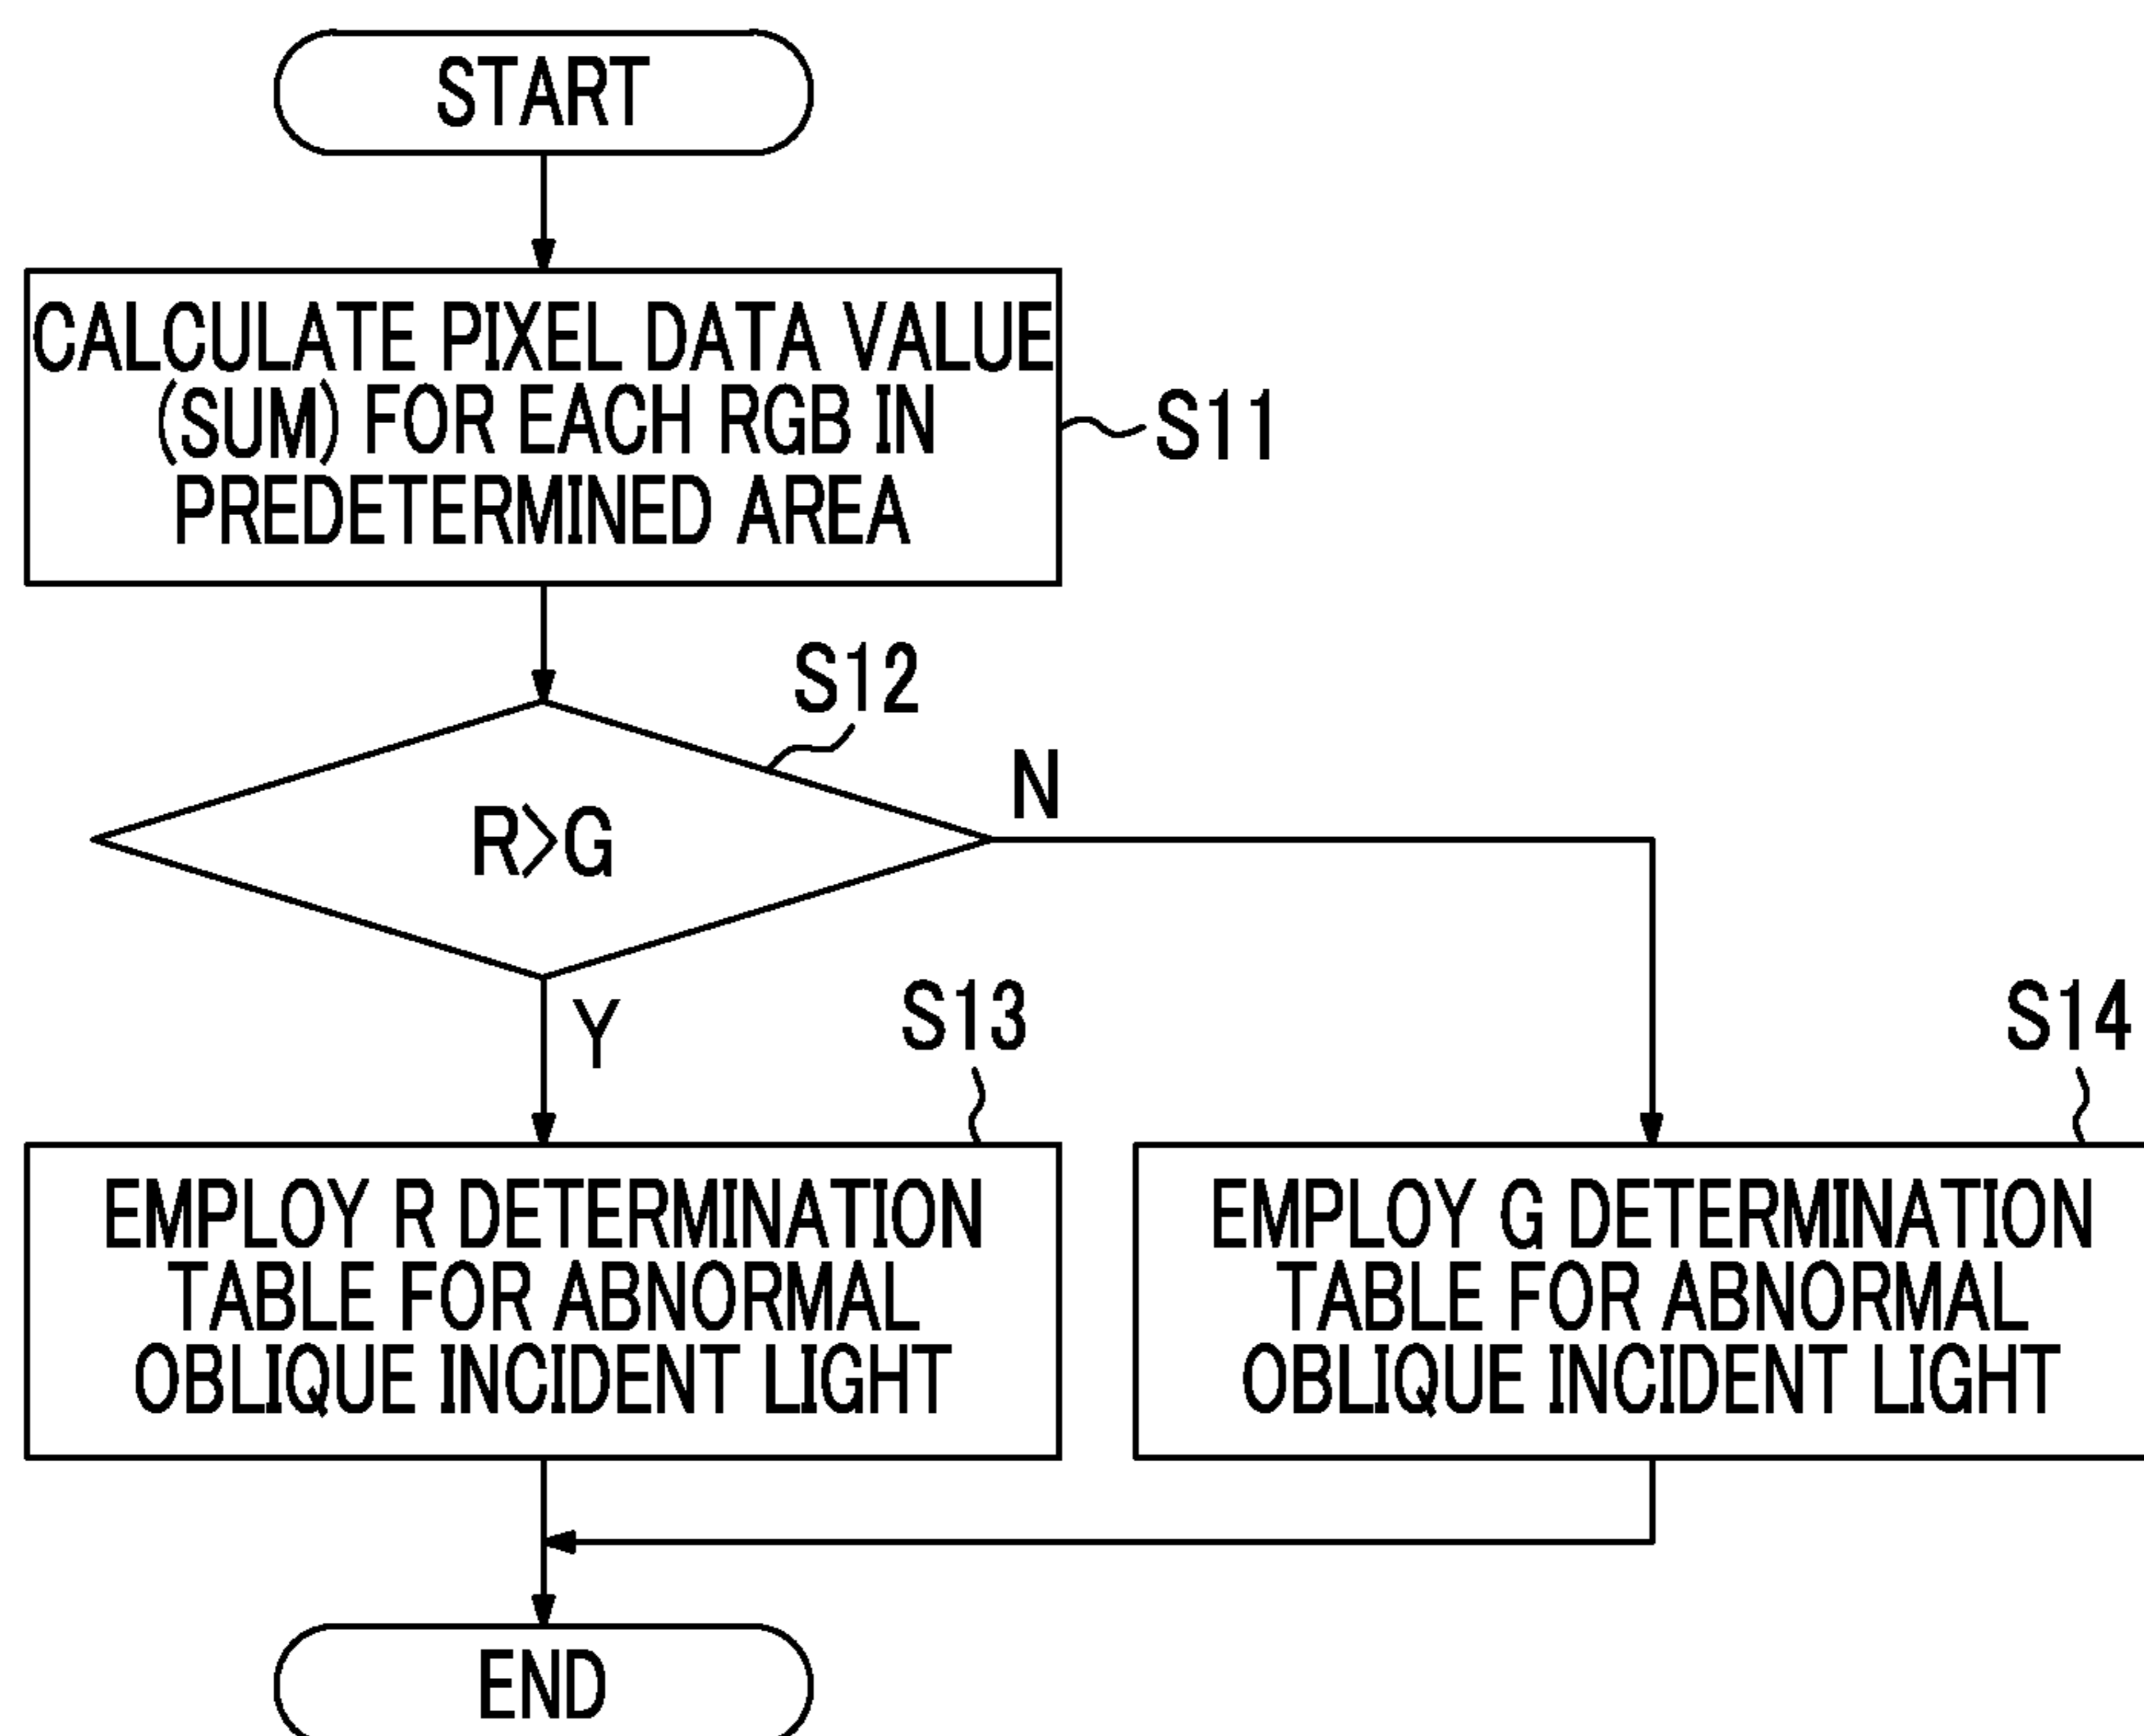 START
CALCULATE PIXEL DATA VALUE
(SUM) FOR EACH RGB IN
PREDETERMINED AREA
S11
S12
R>G
N
Y
S13
EMPLOY R DETERMINATION
TABLE FOR ABNORMAL
OBLIQUE INCIDENT LIGHT
S14
EMPLOY G DETERMINATION
TABLE FOR ABNORMAL
OBLIQUE INCIDENT LIGHT
END